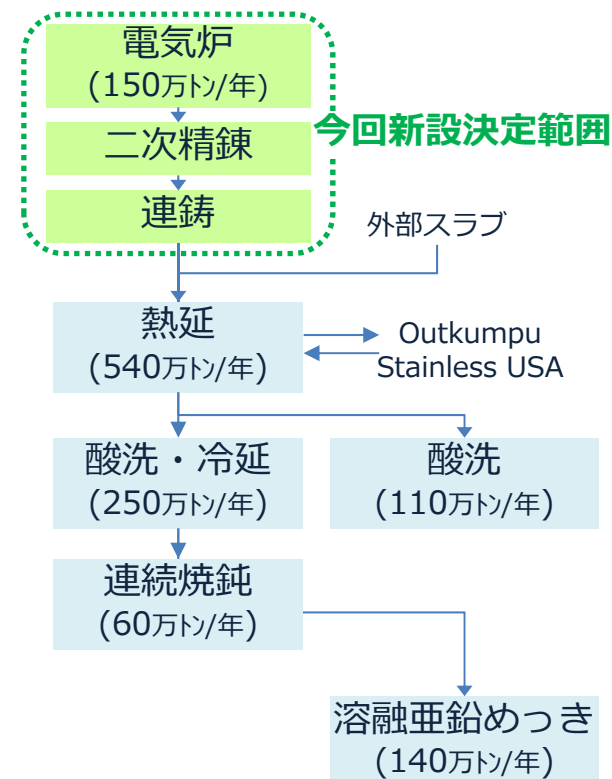 電気炉
(150万㌧/年)
二次精錬
連鋳
今回新設決定範囲
外部スラブ
熱延
(540万㌧/年)
Outkumpu
Stainless USA
酸洗・冷延
(250万㌧/年)
酸洗
(110万㌧/年)
連続焼鈍
(60万㌧/年)
溶融亜鉛めっき
(140万㌧/年)